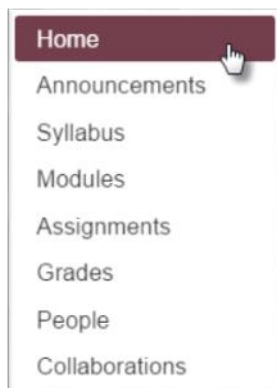 Home
Announcements
Syllabus
Modules
Assignments
Grades
People
Collaborations